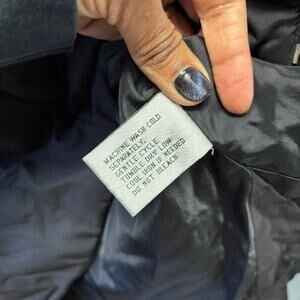 MACHINE WASH COLD
SEPARATELY,
GENTLE CYCLE
TUMBLE DRY LOW
COOL IRON IF NEEDED
DO NOT BLEACH